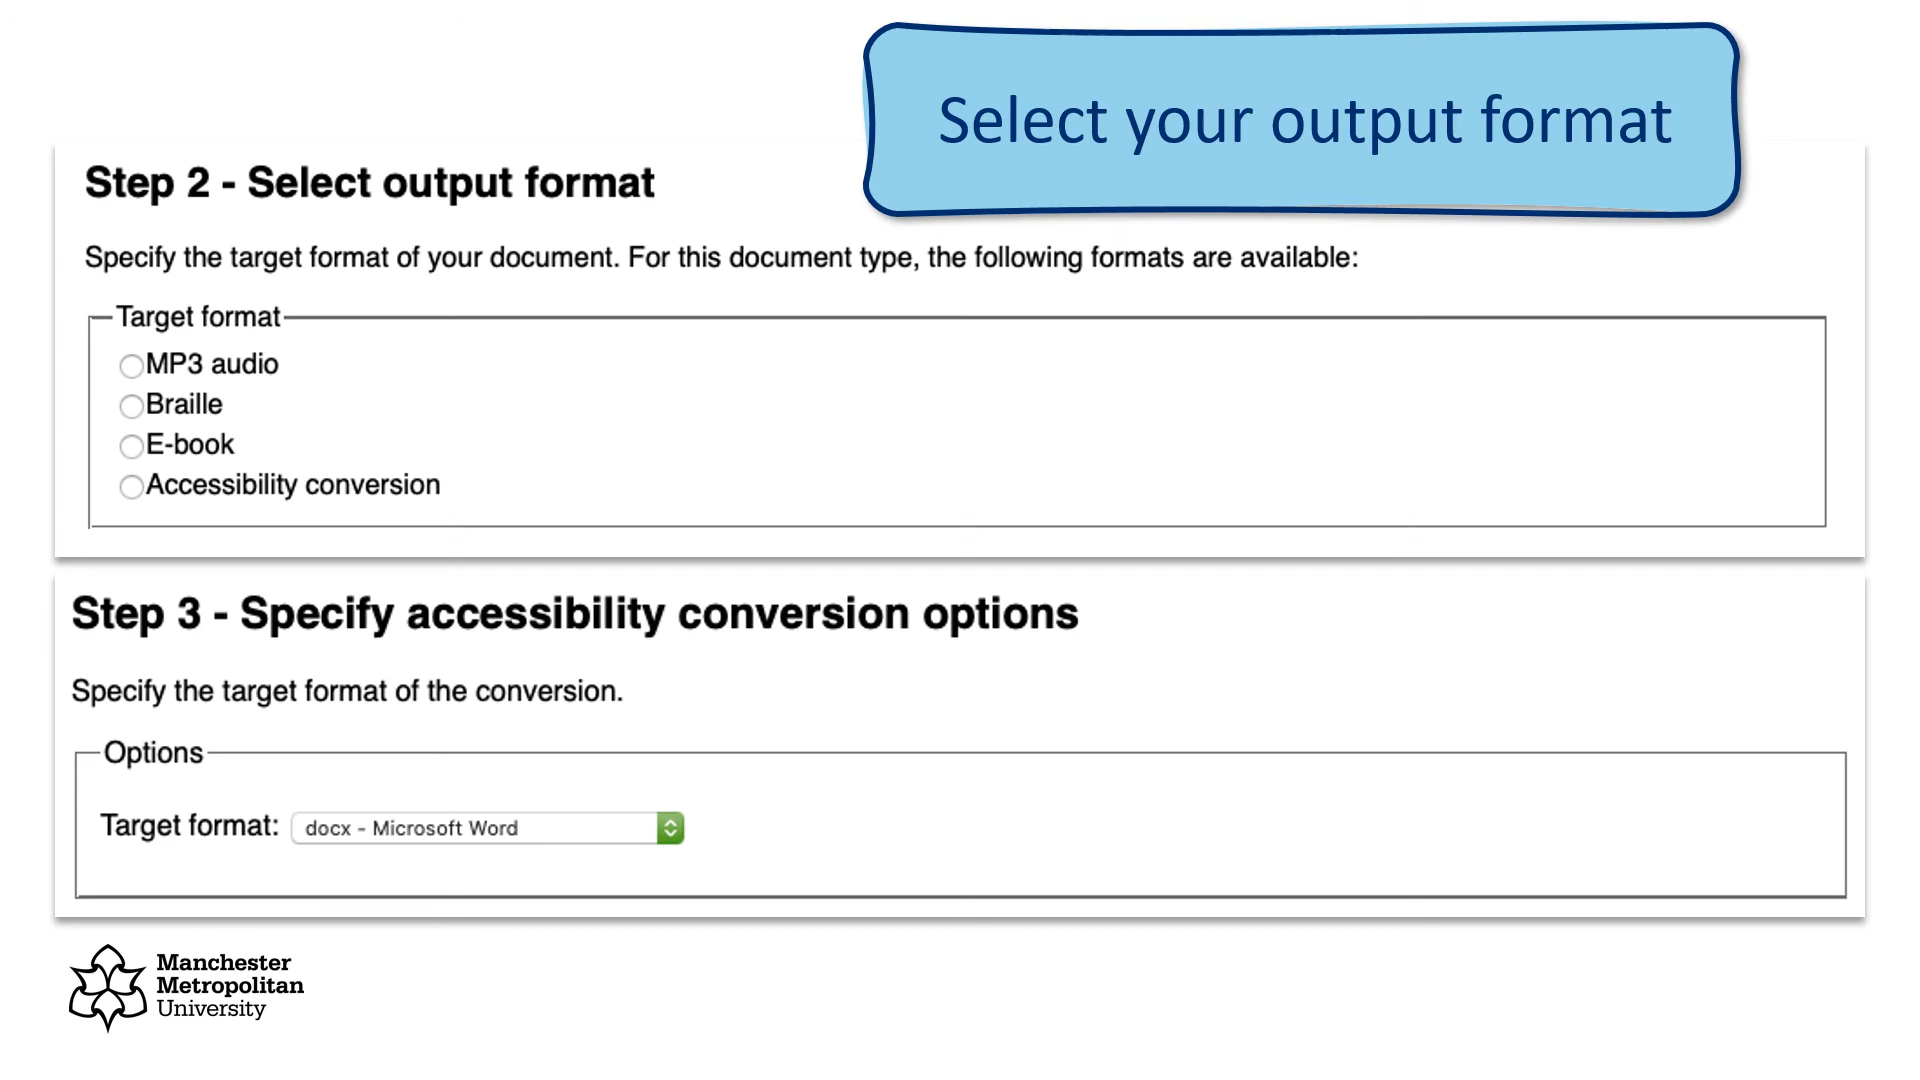 Select your output format
Step 2 - Select output format
Specify the target format of your document. For this document type, the following formats are available:
Target format
MP3 audio
Braille
E-book
Accessibility conversion
Step 3 - Specify accessibility conversion options
Specify the target format of the conversion.
Options
Target format: docx - Microsoft Word
Manchester
Metropolitan
University